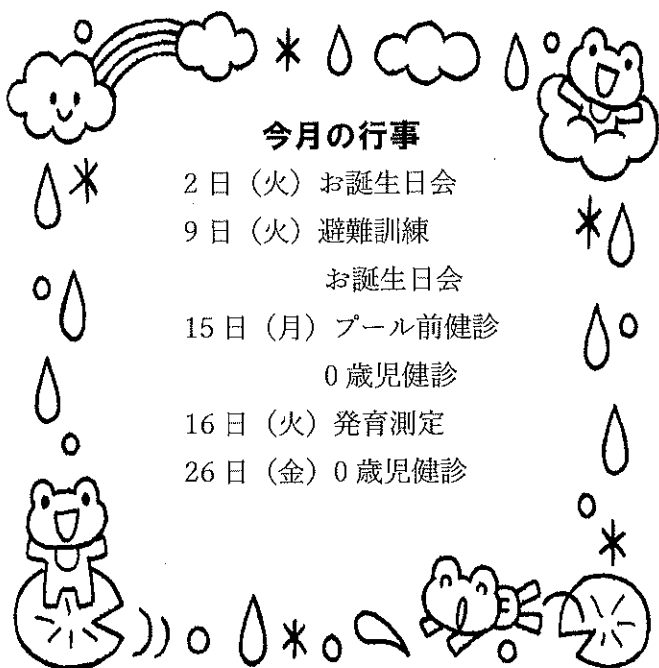 今月の行事
2日（火）お誕生日会
9日（火）避難訓練
お誕生日会
15日（月）プール前健診
0歳児健診
16日（火）発育測定
26日（金）0歳児健診